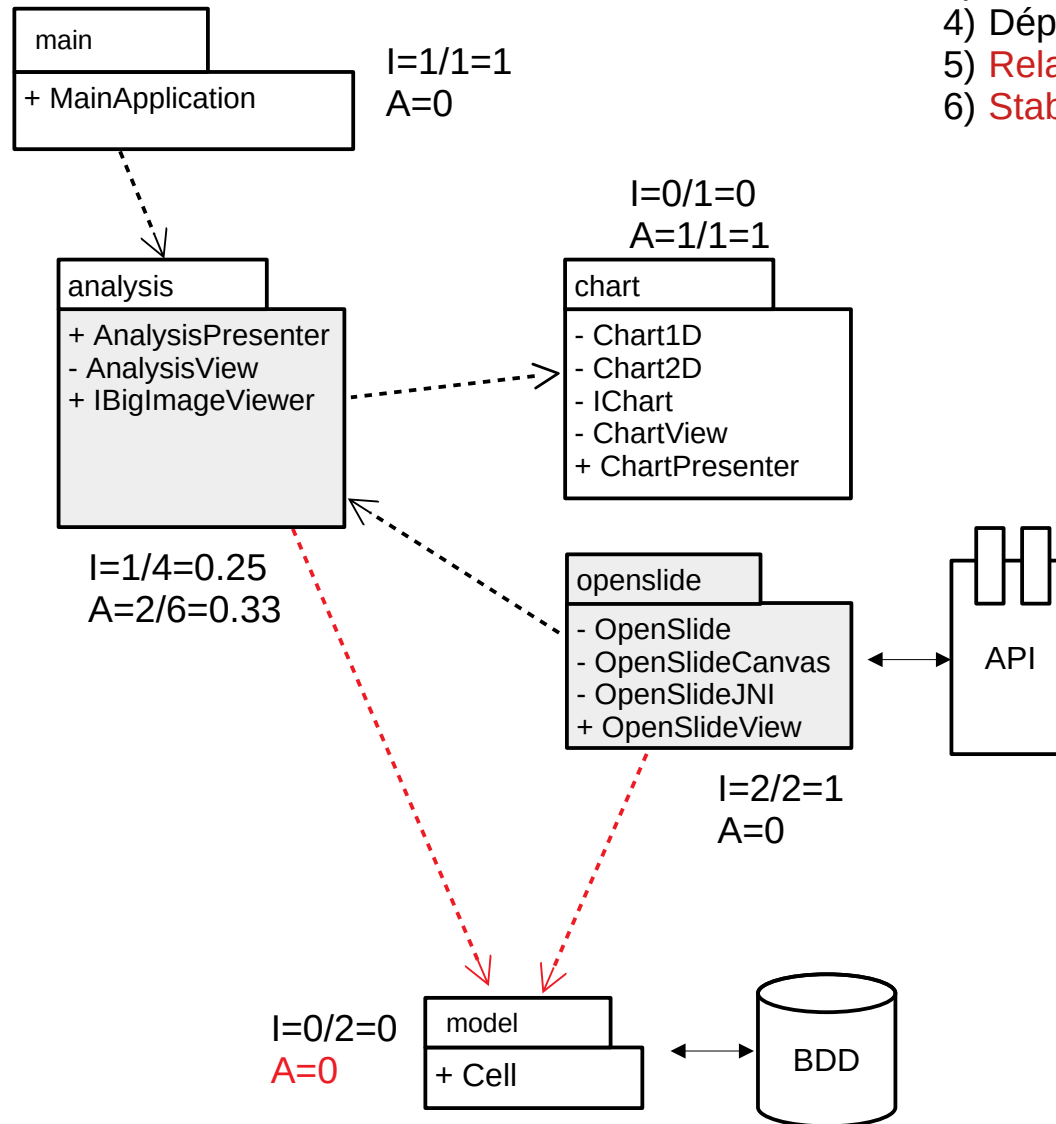 4) Dép
5) Rela
6) Stab
main
+ MainApplication
I=1/1=1
A=0
I=0/1=0
A=1/1=1
analysis
+ AnalysisPresenter
- AnalysisView
+ IBigImageViewer
chart
- Chart1D
- Chart2D
- IChart
- ChartView
+ ChartPresenter
I=1/4=0.25
A=2/6=0.33
openslide
- OpenSlide
- OpenSlideCanvas
- OpenSlideJNI
+ OpenSlideView
API
I=2/2=1
A=0
I=0/2=0
A=0
model
+ Cell
BDD